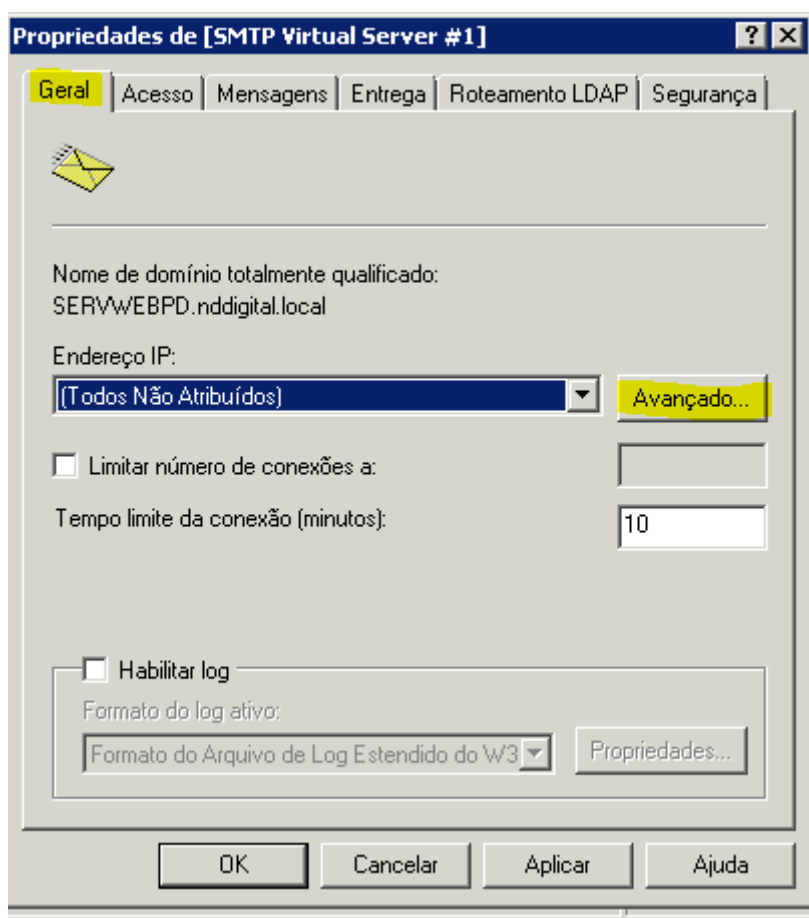 Propriedades de [SMTP Virtual Server #1]
Geral Acesso Mensagens Entrega Roteamento LDAP Segurança
Nome de domínio totalmente qualificado:
SERVWEBPD.nddigital.local
Endereço IP:
(Todos Não Atribuídos) Avançado...
Limitar número de conexões a:
Tempo limite da conexão (minutos): 10
Habilitar log
Formato do log ativo:
Formato do Arquivo de Log Estendido do W3 Propriedades...
OK Cancelar Aplicar Ajuda